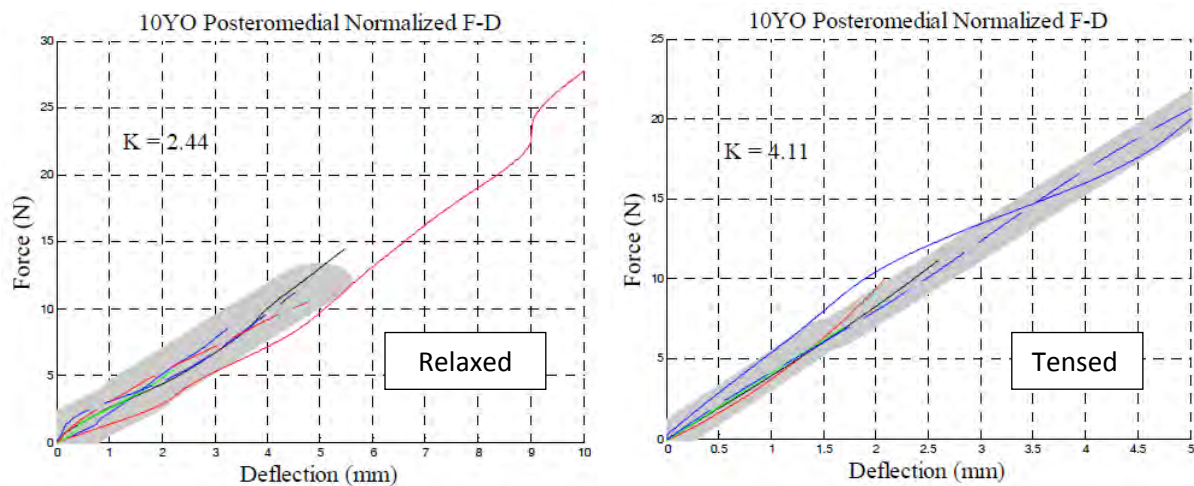 10YO Posteromedial Normalized F-D
30
25
20
15
10
5
0
Force (N)
K = 2.44
Relaxed
0 1 2 3 4 5 6 7 8 9 10
Deflection (mm)
10YO Posteromedial Normalized F-D
25
20
15
10
5
0
Force (N)
K = 4.11
Tensed
0 0.5 1 1.5 2 2.5 3 3.5 4 4.5 5
Deflection (mm)